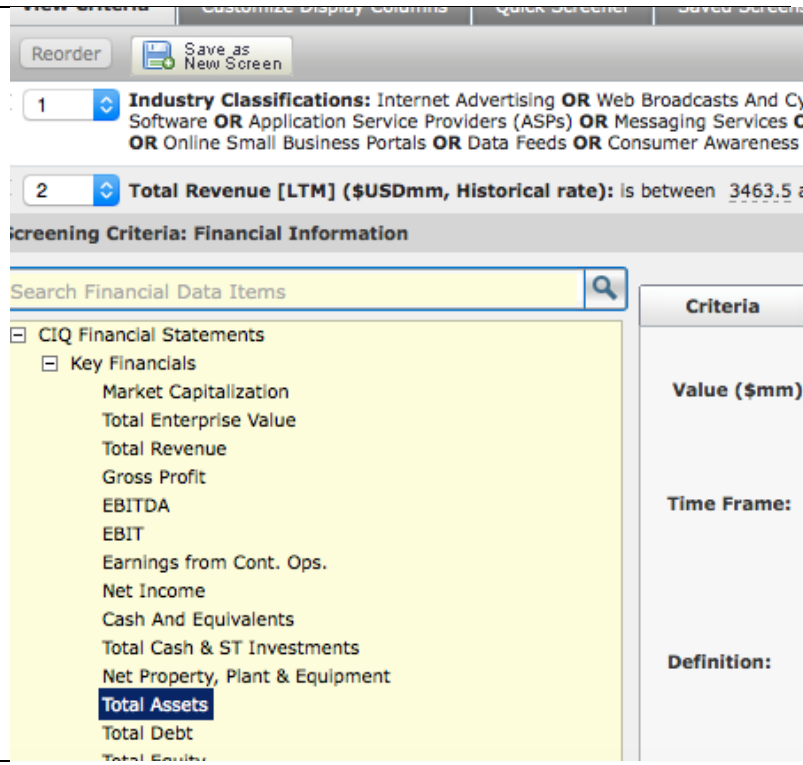 View Criteria Customize Display Columns Quick Screener Saved Screens
Reorder Save as
New Screen
1 Industry Classifications: Internet Advertising OR Web Broadcasts And Cy
Software OR Application Service Providers (ASPs) OR Messaging Services O
OR Online Small Business Portals OR Data Feeds OR Consumer Awareness
2 Total Revenue [LTM] ($USDmm, Historical rate): is between 3463.5 a
Screening Criteria: Financial Information
Search Financial Data Items
Criteria
CIQ Financial Statements
Key Financials
Market Capitalization
Value ($mm)
Total Enterprise Value
Total Revenue
Gross Profit
EBITDA
Time Frame:
EBIT
Earnings from Cont. Ops.
Net Income
Cash And Equivalents
Total Cash & ST Investments
Definition:
Net Property, Plant & Equipment
Total Assets
Total Debt
Total Equity